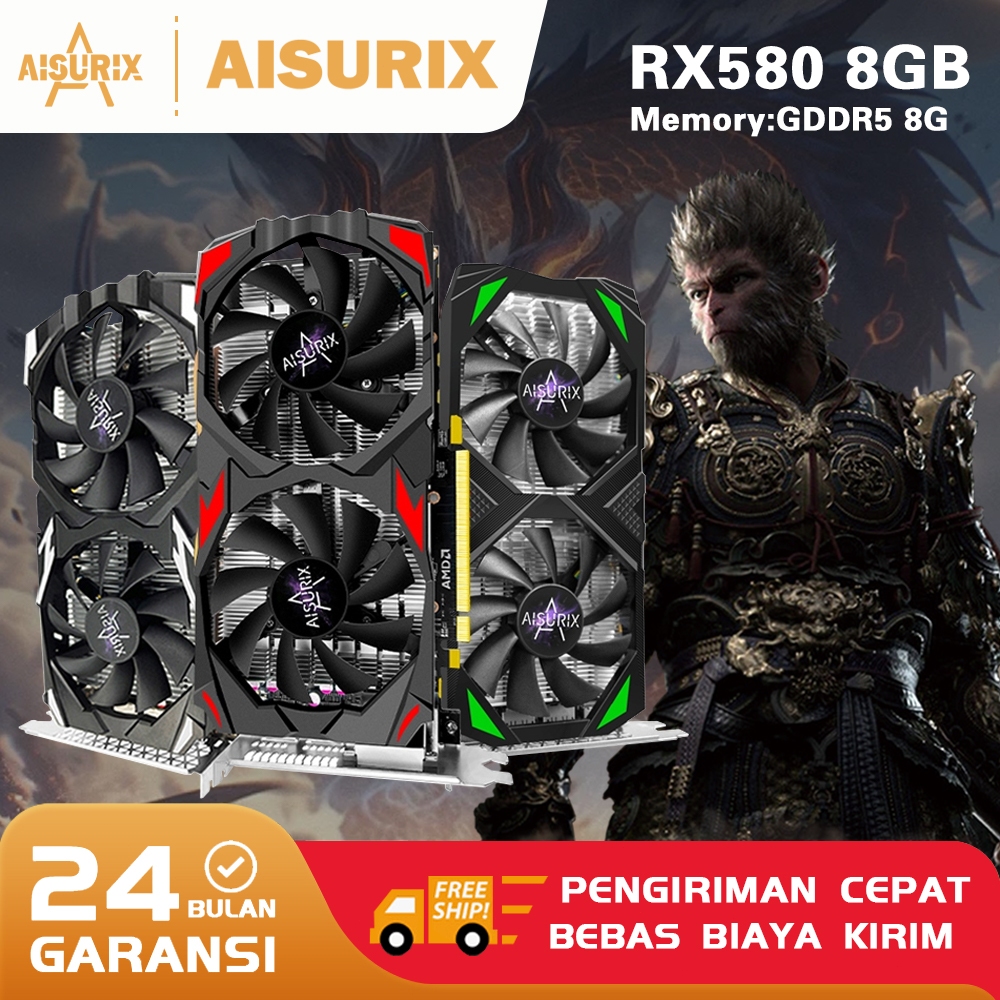 AISURIX
AISURIX
RX580 8GB
Memory:GDDR5 8G
AISURIX
AISURIX
AISURIX
AISURIX
AISURIX
AISURIX
AMD
24 BULAN
GARANSI
FREE
SHIP!
PENGIRIMAN CEPAT
BEBAS BIAYA KIRIM